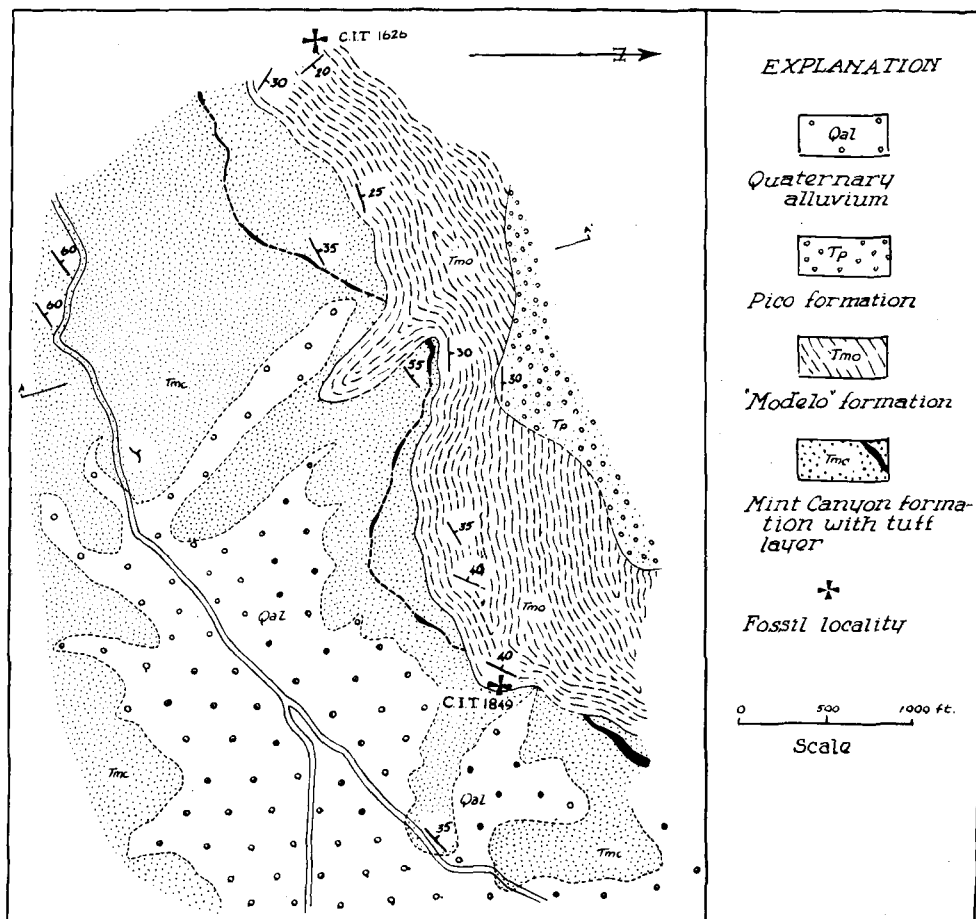 C.I.T. 1626
N
30
20
25
35
60
60
Tmo
A'
A
Tmc
55
30
30
Tp
35
40
Tmo
Qal
40
C.I.T. 1849
Tmc
Qal
35
Tmc
EXPLANATION
Qal
Quaternary
alluvium
Tp
Pico formation
Tmo
"Modelo" formation
Tmc
Mint Canyon forma-
tion with tuff
layer
Fossil locality
0 500 1000 ft.
Scale